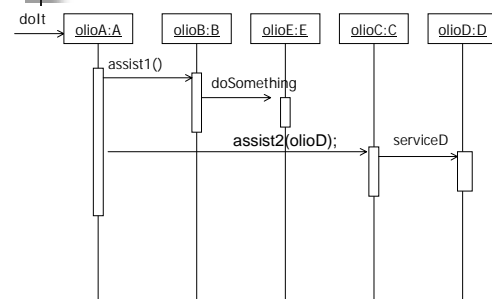 doIt
olioA:A
olioB:B
olioE:E
olioC:C
olioD:D
assist1()
doSomething
assist2(olioD);
serviceD